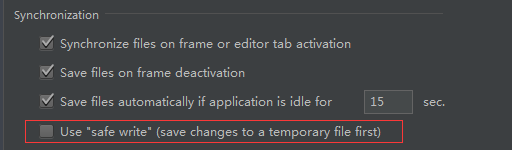 Synchronization
Synchronize files on frame or editor tab activation
Save files on frame deactivation
Save files automatically if application is idle for 15 sec.
Use "safe write" (save changes to a temporary file first)